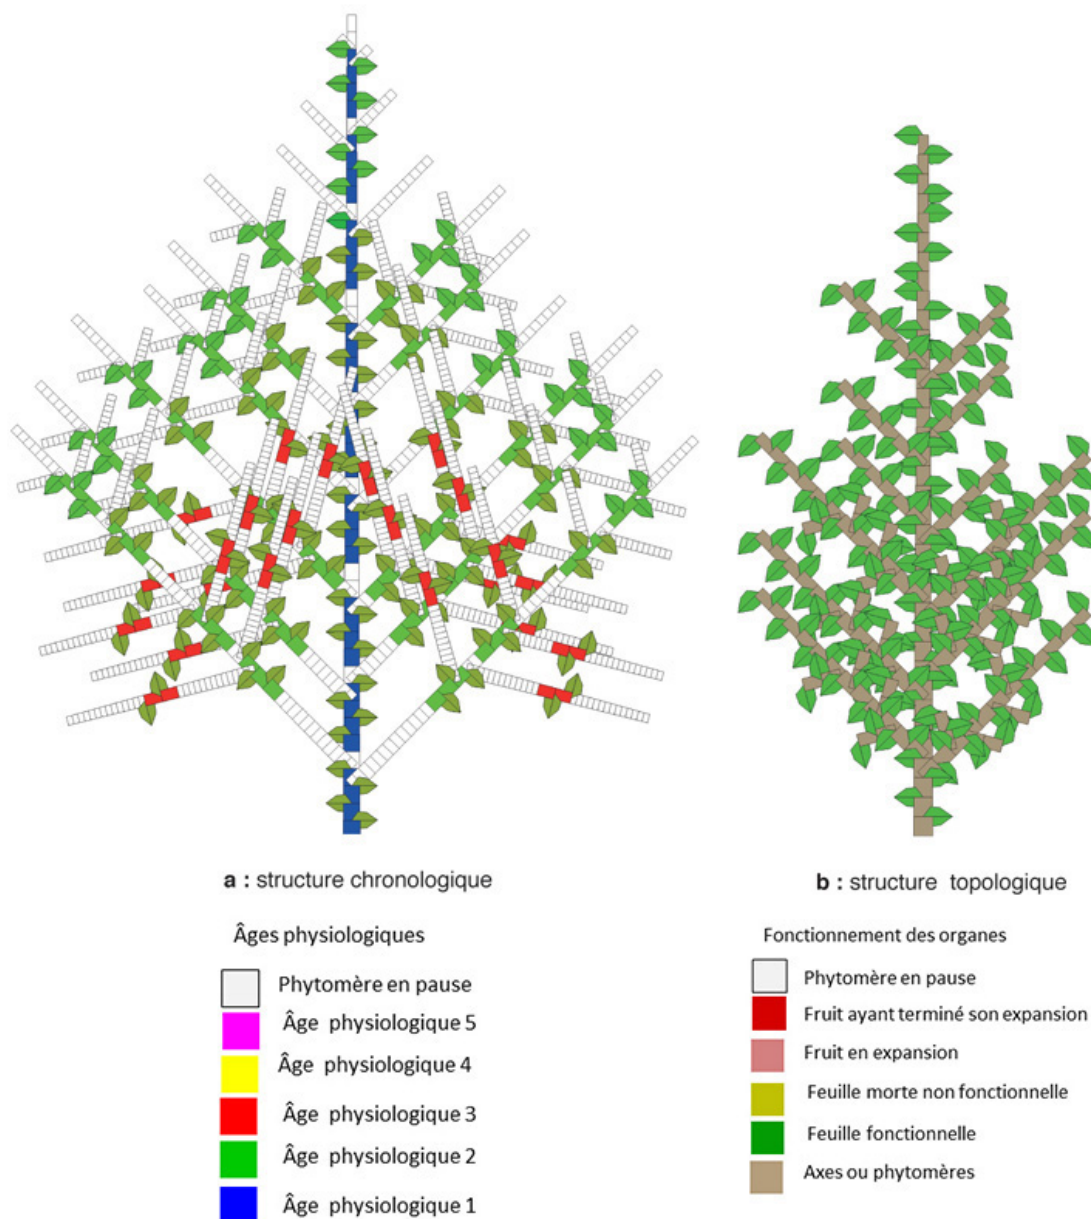 a : structure chronologique
b : structure topologique
Âges physiologiques
Phytomère en pause
Âge physiologique 5
Âge physiologique 4
Âge physiologique 3
Âge physiologique 2
Âge physiologique 1
Fonctionnement des organes
Phytomère en pause
Fruit ayant terminé son expansion
Fruit en expansion
Feuille morte non fonctionnelle
Feuille fonctionnelle
Axes ou phytomères